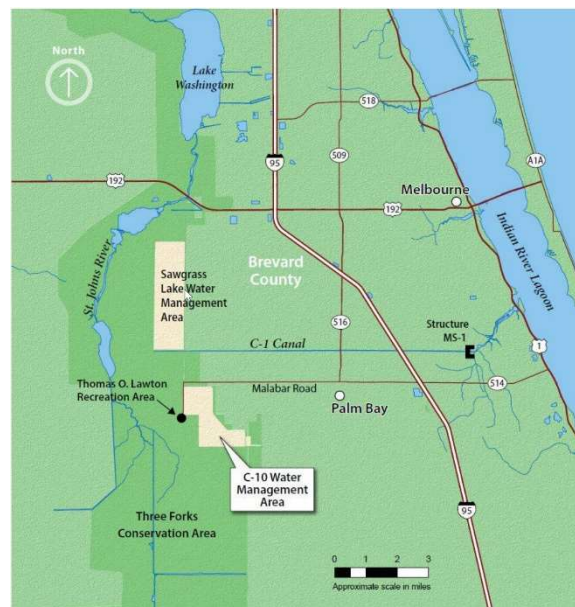 North
Lake
Washington
518
95
509
A1A
192
Melbourne
192
St. Johns River
Indian River Lagoon
Sawgrass
Lake Water
Management
Area
Brevard
County
516
Structure
MS-1
C-1 Canal
1
Thomas O. Lawton
Recreation Area
Malabar Road
514
Palm Bay
C-10 Water
Management
Area
95
Three Forks
Conservation Area
0 1 2 3
Approximate scale in miles